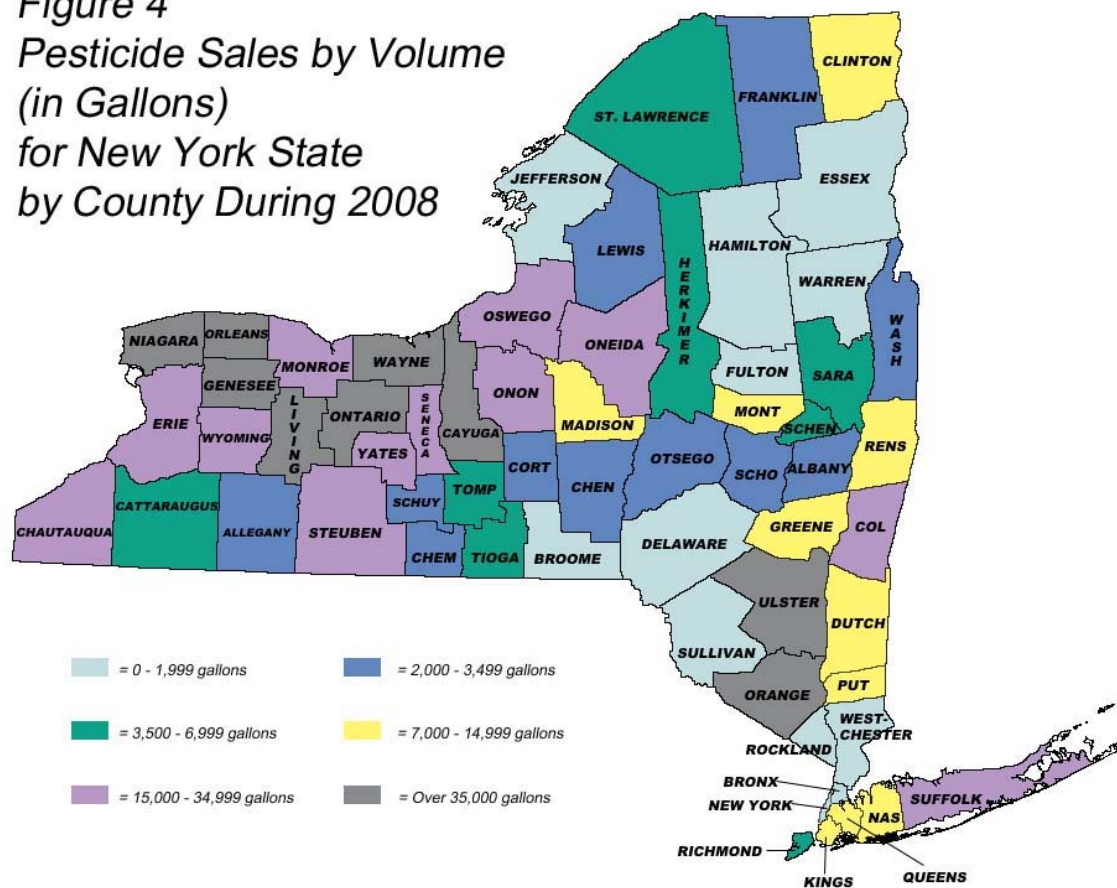 Figure 4
Pesticide Sales by Volume
(in Gallons)
for New York State
by County During 2008
CLINTON
FRANKLIN
ST. LAWRENCE
ESSEX
JEFFERSON
HAMILTON
LEWIS
HERKIMER
WARREN
WASH
OSWEGO
ONEIDA
NIAGARA
ORLEANS
MONROE
WAYNE
FULTON
SARA
GENESEE
ONON
LIVING
ONTARIO
SENECA
MONT
MADISON
SCHEN
ERIE
WYOMING
CAYUGA
RENS
YATES
OTSEGO
CORT
SCHO
ALBANY
CHEN
TOMP
SCHUY
CATTARAUGUS
CHAUTAUQUA
ALLEGANY
STEUBEN
GREENE
COL
CHEM
TIOGA
BROOME
DELAWARE
ULSTER
DUTCH
SULLIVAN
PUT
ORANGE
WEST-
CHESTER
ROCKLAND
BRONX
NEW YORK
SUFFOLK
NAS
RICHMOND
KINGS
QUEENS
= 0 - 1,999 gallons
= 2,000 - 3,499 gallons
= 3,500 - 6,999 gallons
= 7,000 - 14,999 gallons
= 15,000 - 34,999 gallons
= Over 35,000 gallons